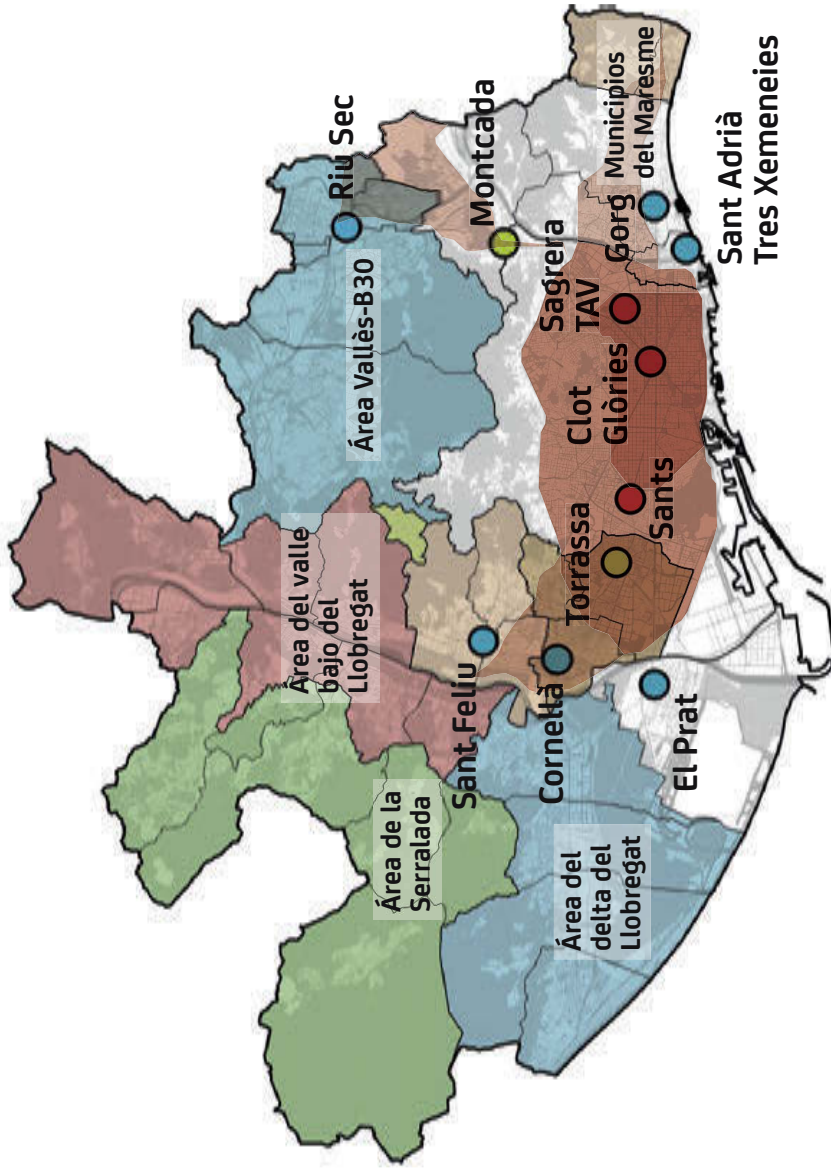 Riu Sec
Montcada
Municipios
del Maresme
Gorg
Sant Adrià
Tres Xemeneies
Sagrera
TAV
Área Vallès-B30
Clot
Glòries
Sants
Torrassa
Área del valle
bajo del
Llobregat
Sant Feliu
Cornellà
El Prat
Área de la
Serralada
Área del
delta del
Llobregat